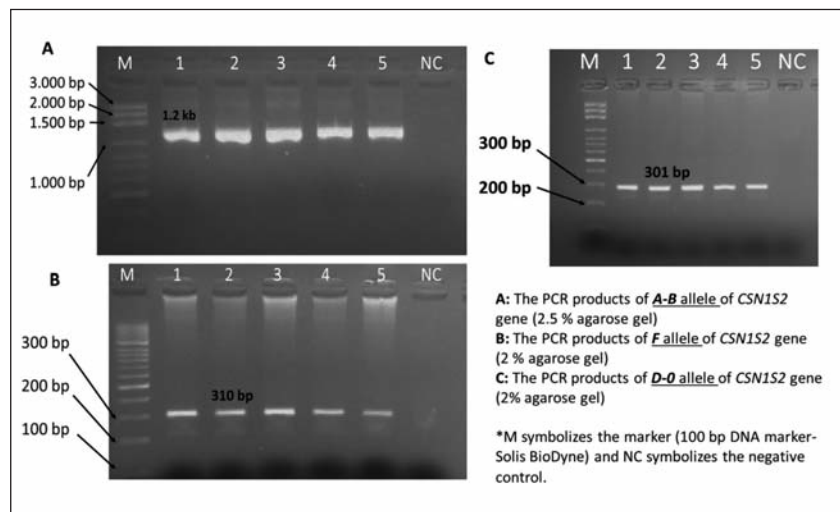 A
M 1 2 3 4 5 NC
3.000 bp
2.000 bp
1.500 bp
1.2 kb
1.000 bp
B
M 1 2 3 4 5 NC
300 bp
200 bp
310 bp
100 bp
C
M 1 2 3 4 5 NC
300 bp
301 bp
200 bp
A: The PCR products of A-B allele of CSN1S2
gene (2.5 % agarose gel)
B: The PCR products of F allele of CSN1S2 gene
(2 % agarose gel)
C: The PCR products of D-0 allele of CSN1S2 gene
(2% agarose gel)
*M symbolizes the marker (100 bp DNA marker-
Solis BioDyne) and NC symbolizes the negative
control.